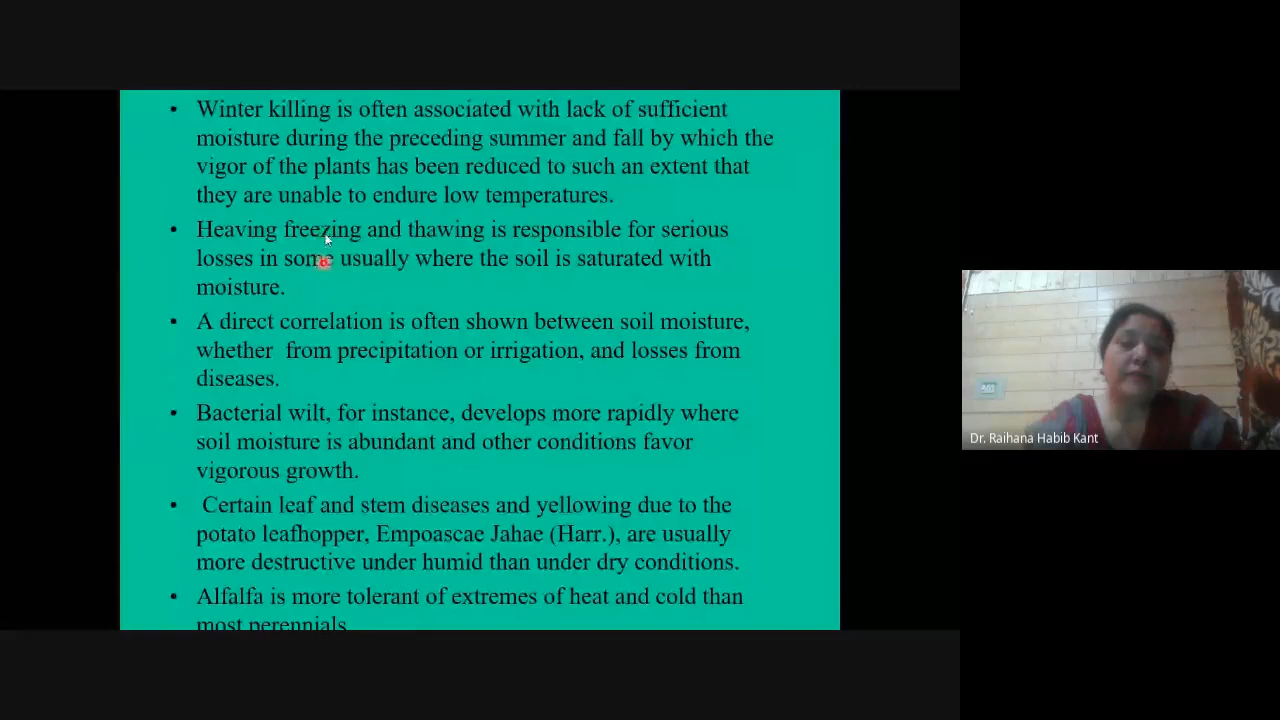 • Winter killing is often associated with lack of sufficient
moisture during the preceding summer and fall by which the
vigor of the plants has been reduced to such an extent that
they are unable to endure low temperatures.
• Heaving freezing and thawing is responsible for serious
losses in some usually where the soil is saturated with
moisture.
• A direct correlation is often shown between soil moisture,
whether from precipitation or irrigation, and losses from
diseases.
• Bacterial wilt, for instance, develops more rapidly where
soil moisture is abundant and other conditions favor
vigorous growth.
• Certain leaf and stem diseases and yellowing due to the
potato leafhopper, Empoascae Jahae (Harr.), are usually
more destructive under humid than under dry conditions.
• Alfalfa is more tolerant of extremes of heat and cold than
most perennials
Dr. Raihana Habib Kant